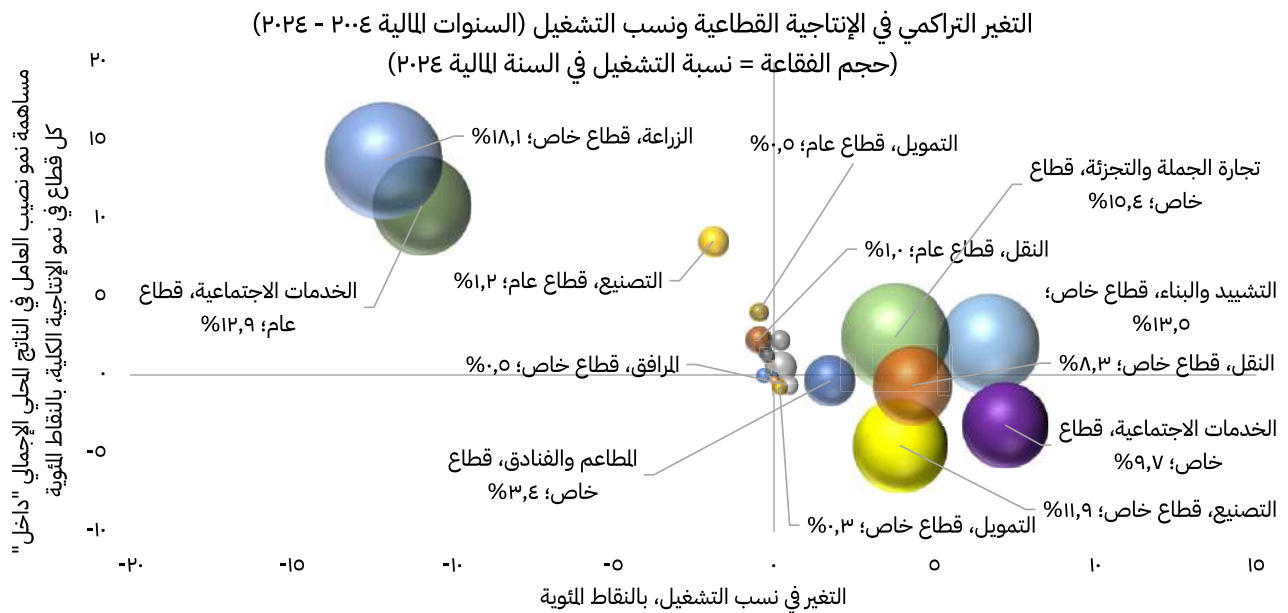 التغير التراكمي في الإنتاجية القطاعية ونسب التشغيل (السنوات المالية ٢٠٠٤ - ٢٠٢٤)
(حجم الفقاعة = نسبة التشغيل في السنة المالية ٢٠٢٤)
مساهمة نمو نصيب العامل في الناتج المحلي الإجمالي "داخل"
كل قطاع في نمو الإنتاجية الكلية، بالنقاط المئوية
٢٠
١٥
١٠
٥
٠
-٥
-١٠
الزراعة، قطاع خاص؛ ١٨,١%
التمويل، قطاع عام؛ ٠,٥%
تجارة الجملة والتجزئة، قطاع
خاص؛ ١٥,٤%
النقل، قطاع عام؛ ١,٠%
التصنيع، قطاع عام؛ ١,٢%
الخدمات الاجتماعية، قطاع
عام؛ ١٢,٩%
التشييد والبناء، قطاع خاص؛
١٣,٥%
المرافق، قطاع خاص؛ ٠,٥%
النقل، قطاع خاص؛ ٨,٣%
الخدمات الاجتماعية، قطاع
خاص؛ ٩,٧%
المطاعم والفنادق، قطاع
خاص؛ ٣,٤%
التصنيع، قطاع خاص؛ ١١,٩%
التمويل، قطاع خاص؛ ٠,٣%
-٢٠ -١٥ -١٠ -٥ ٠ ٥ ١٠ ١٥
التغير في نسب التشغيل، بالنقاط المئوية